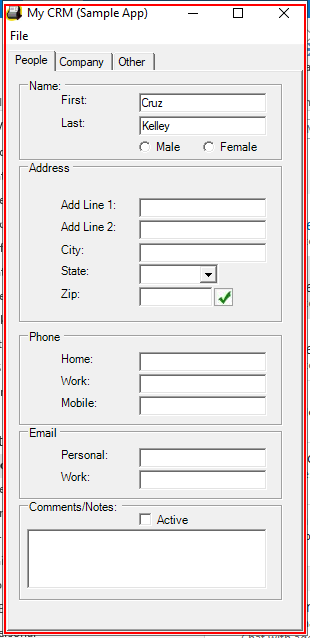 My CRM (Sample App)
File
People Company Other
Name:
First: Cruz
Last: Kelley
Male Female
Address
Add Line 1:
Add Line 2:
City:
State:
Zip:
Phone
Home:
Work:
Mobile:
Email
Personal:
Work:
Comments/Notes:
Active